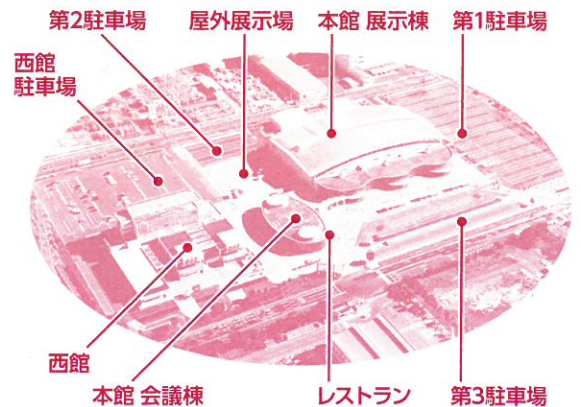 第2駐車場
屋外展示場
本館 展示棟
第1駐車場
西館
駐車場
西館
本館 会議棟
レストラン
第3駐車場